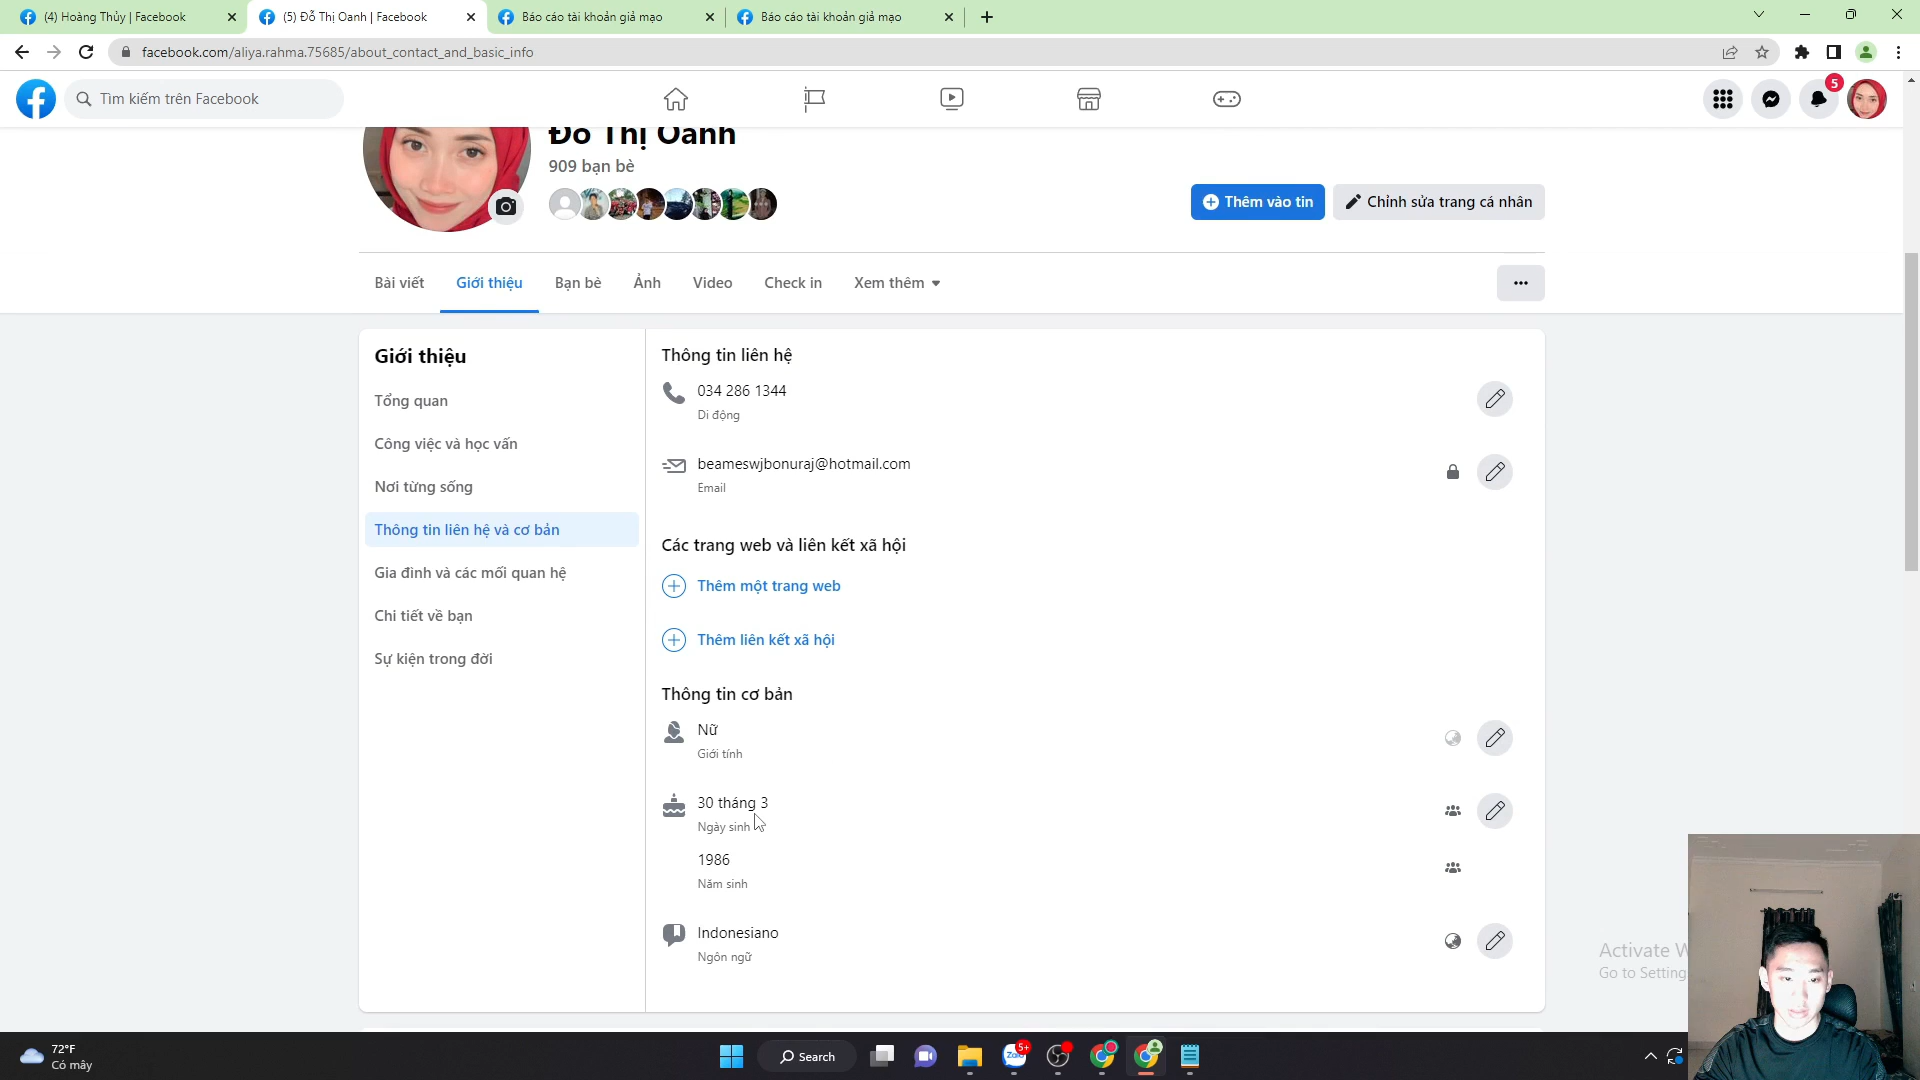 (4) Hoàng Thủy | Facebook
(5) Đỗ Thị Oanh | Facebook
Báo cáo tài khoản giả mạo
Báo cáo tài khoản giả mạo
facebook.com/aliya.rahma.75685/about_contact_and_basic_info
Tìm kiếm trên Facebook
5
Đỗ Thị Oanh
909 bạn bè
Thêm vào tin
Chỉnh sửa trang cá nhân
Bài viết
Giới thiệu
Bạn bè
Ảnh
Video
Check in
Xem thêm
Giới thiệu
Tổng quan
Công việc và học vấn
Nơi từng sống
Thông tin liên hệ và cơ bản
Gia đình và các mối quan hệ
Chi tiết về bạn
Sự kiện trong đời
Thông tin liên hệ
034 286 1344
Di động
beameswjbonuraj@hotmail.com
Email
Các trang web và liên kết xã hội
Thêm một trang web
Thêm liên kết xã hội
Thông tin cơ bản
Nữ
Giới tính
30 tháng 3
Ngày sinh
1986
Năm sinh
Indonesiano
Ngôn ngữ
Activate W
Go to Setting
72°F
Có mây
Search
Zalo
5+